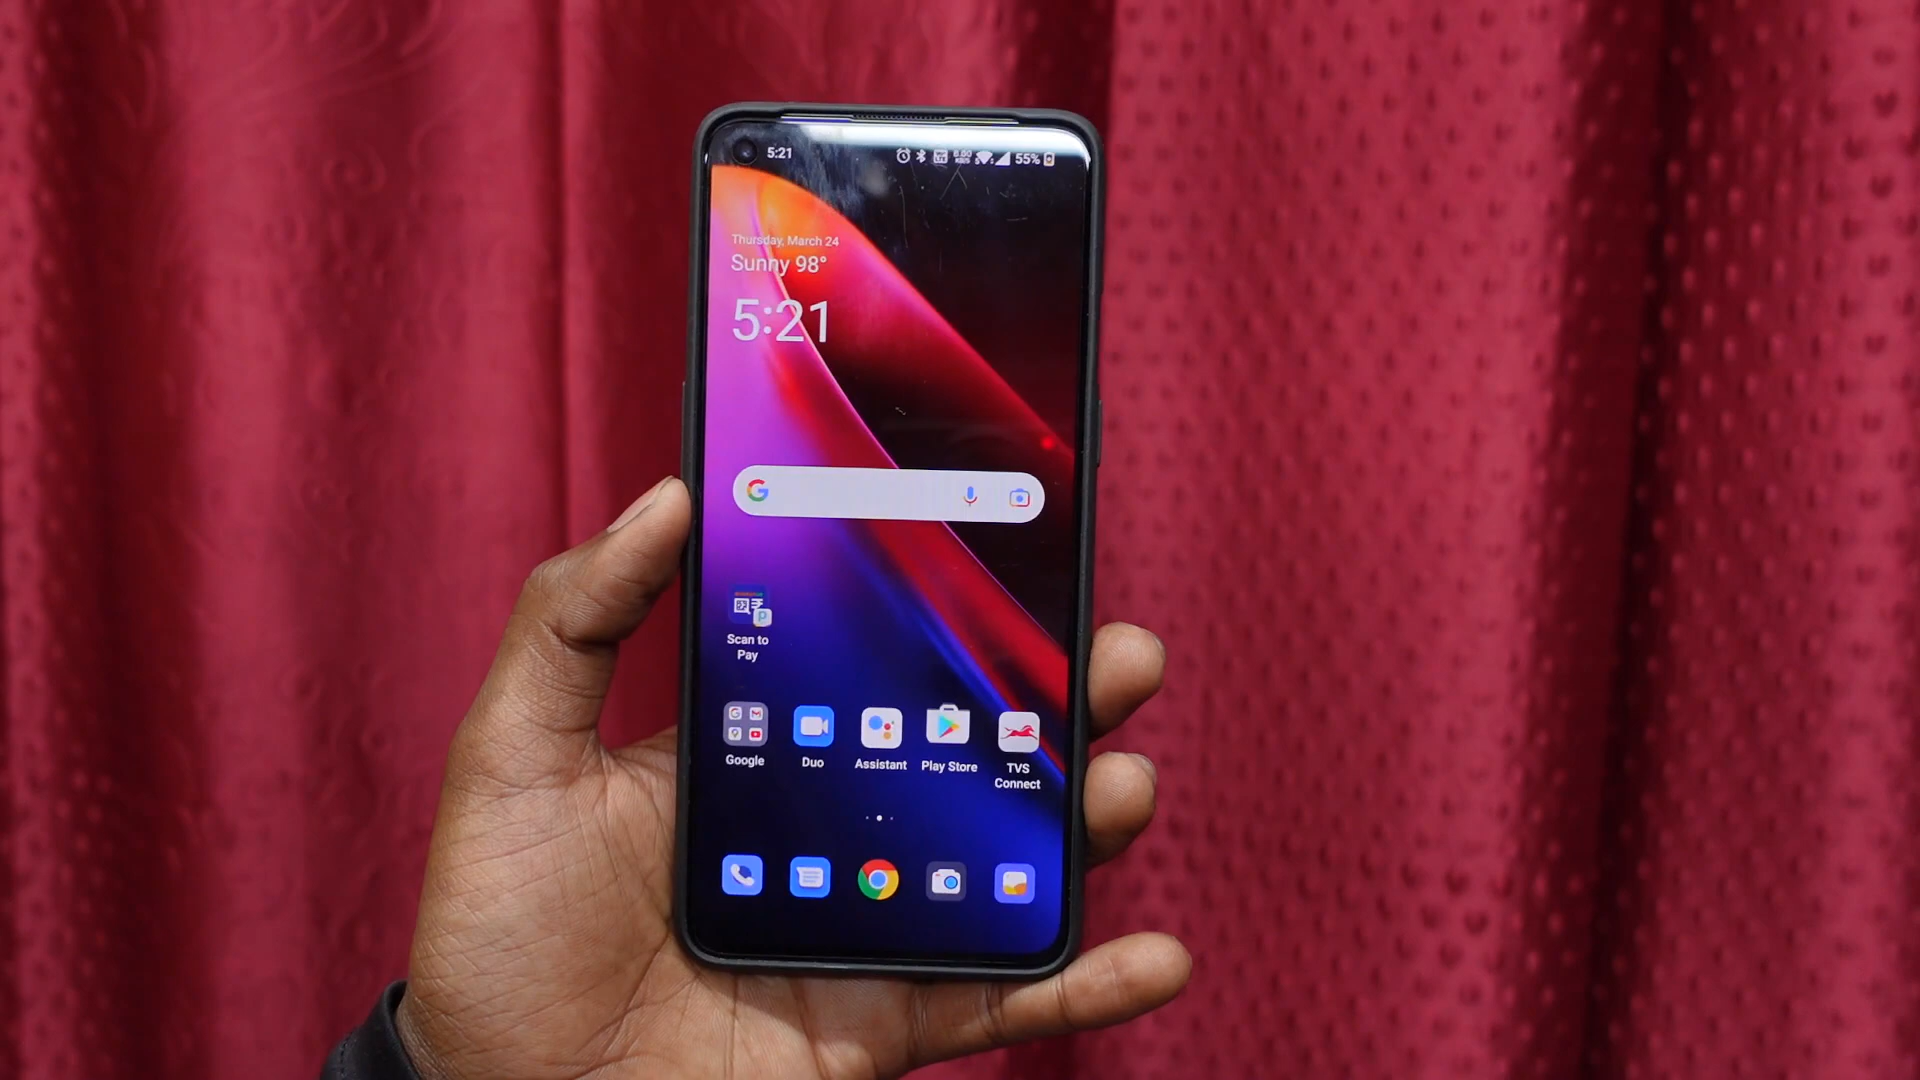 5:21
55%
Thursday, March 24
Sunny 98°
5:21
Scan to
Pay
Google
Duo
Assistant
Play Store
TVS
Connect